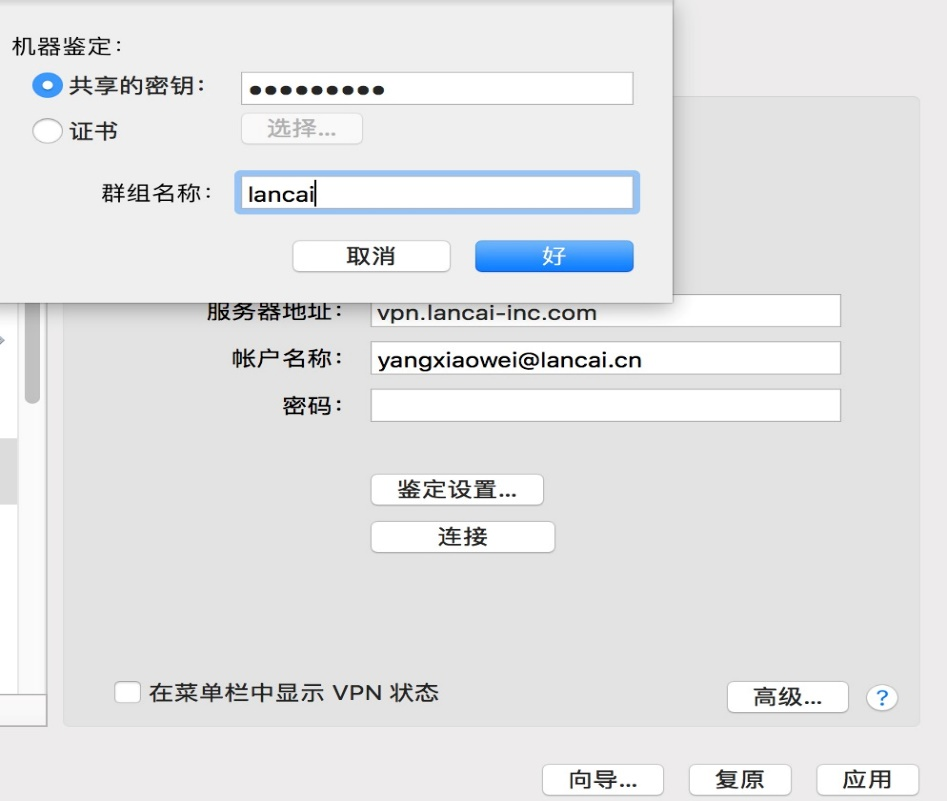 机器鉴定：
共享的密钥： •••••••••
证书 选择...
群组名称： lancai
取消 好
服务器地址： vpn.lancai-inc.com
帐户名称： yangxiaowei@lancai.cn
密码：
鉴定设置...
连接
在菜单栏中显示 VPN 状态 高级... ?
向导... 复原 应用